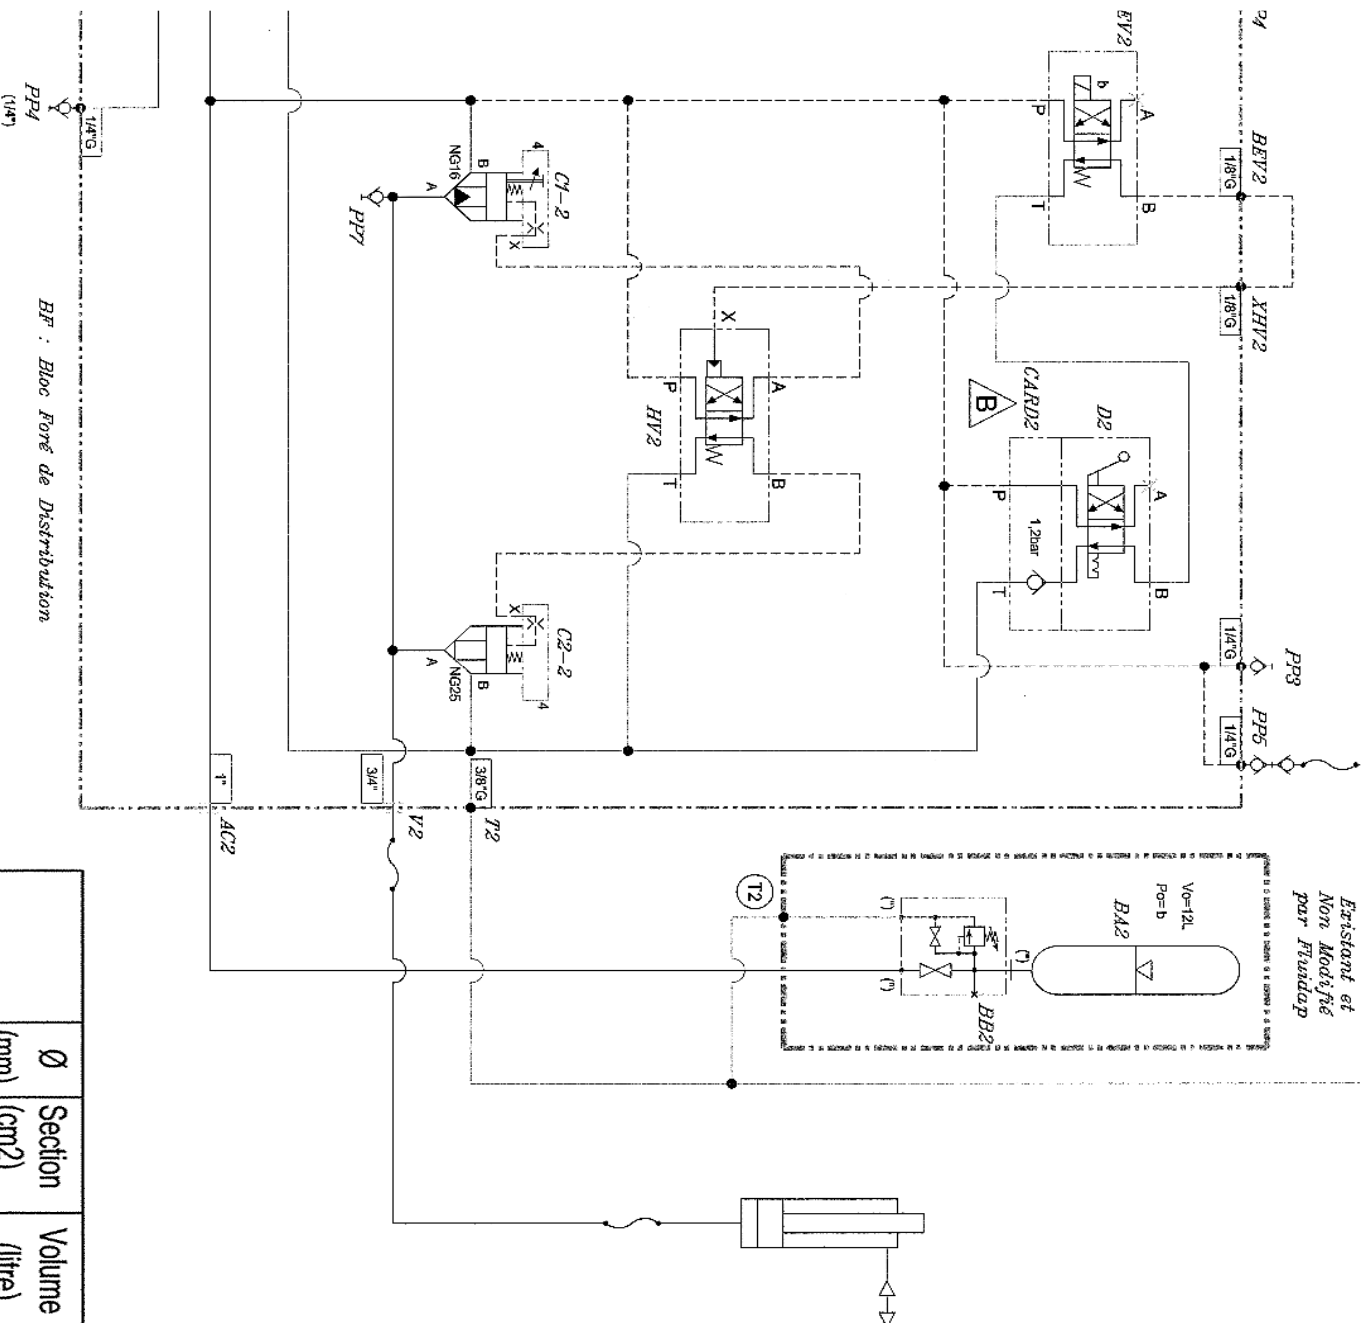 P4
EV2
b
P
A
T
B
BEV2
1/8"G
XHV2
1/8"G
PP4
(1/4")
1/4"G
NG16
B
A
4
C1-2
X
PP7
X
P
A
HV2
T
B
B
CARD2
D2
P
A
1,2bar
T
B
BF : Bloc Foré de Distribution
X
C2-2
A
B
NG25
4
1/4"G
PP3
1/4"G
PP5
1"
AC2
3/4"
V2
3/8"G
T2
Existant et
Non Modifié
par Fluidap
T2
Vo=12L
Po=b
BA2
(")
(")
(")
BB2
Ø
(mm)
Section
(cm2)
Volume
(litre)